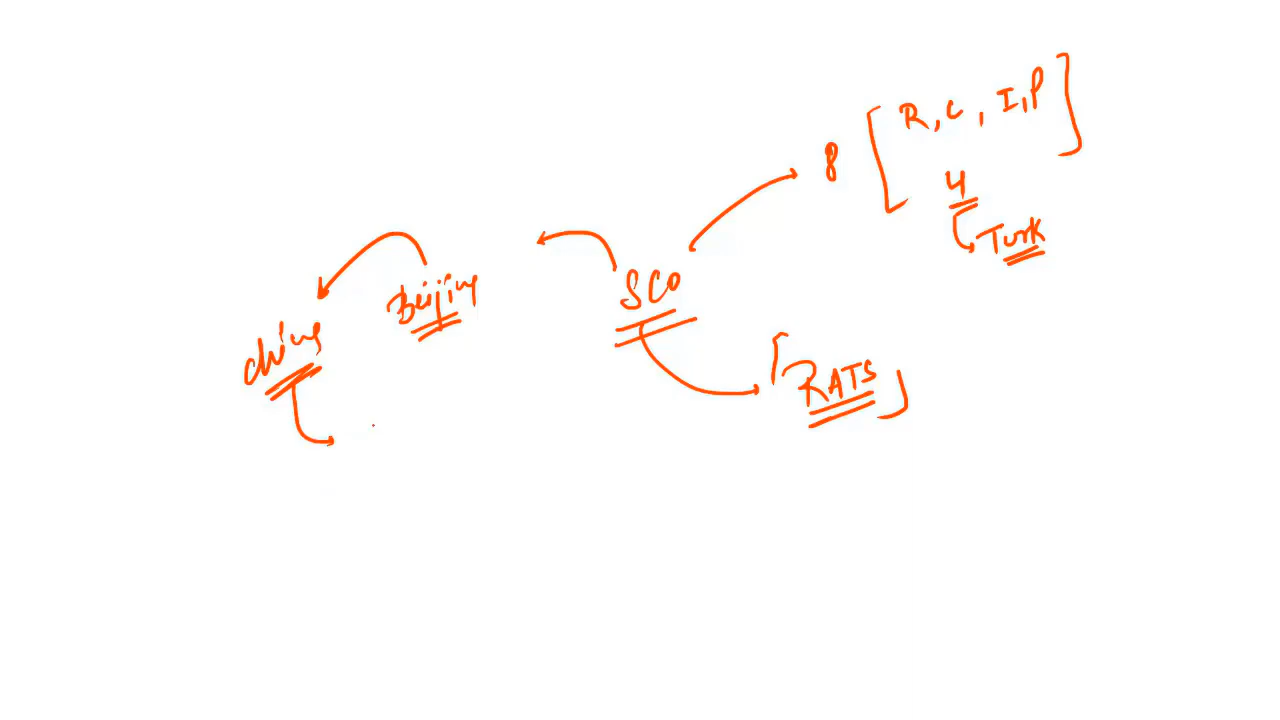 R, C, I, P
8
4
Turk
SCO
Beijing
China
RATS